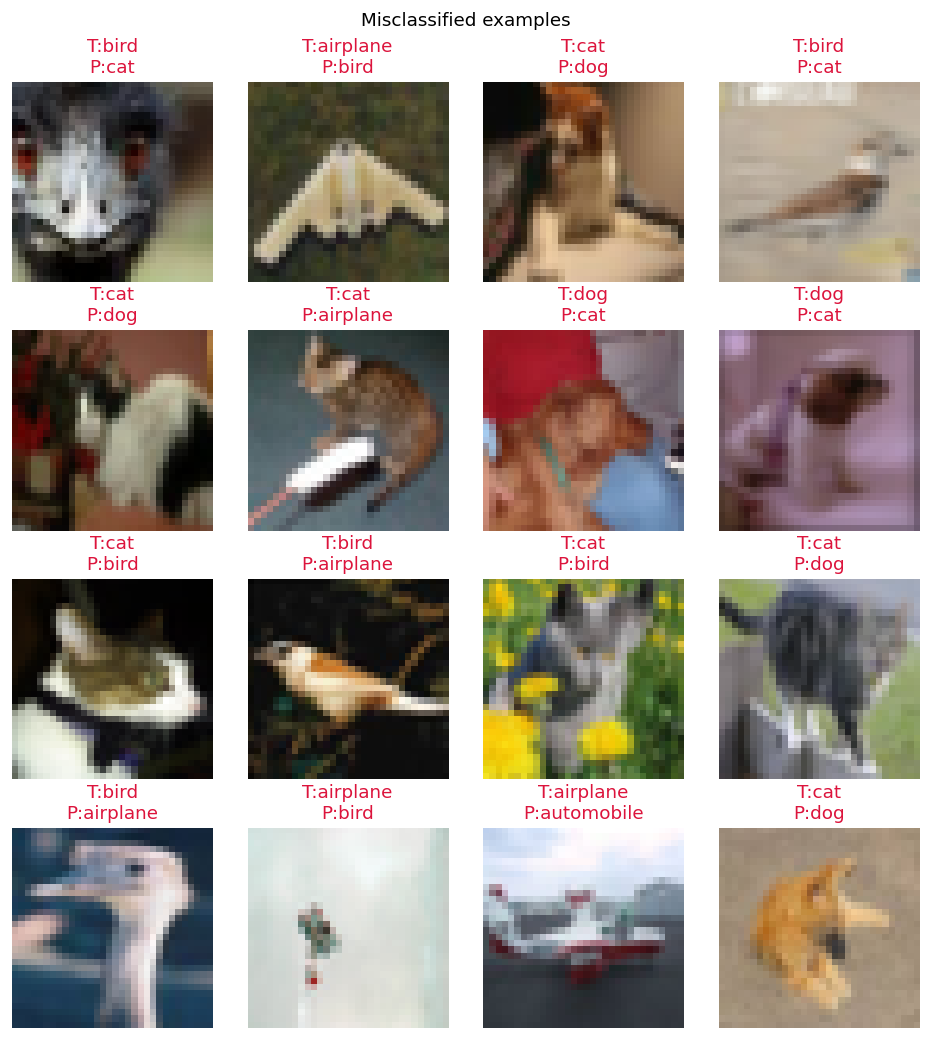 Misclassified examples
T:bird
P:cat
T:airplane
P:bird
T:cat
P:dog
T:bird
P:cat
T:cat
P:dog
T:cat
P:airplane
T:dog
P:cat
T:dog
P:cat
T:cat
P:bird
T:bird
P:airplane
T:cat
P:bird
T:cat
P:dog
T:bird
P:airplane
T:airplane
P:bird
T:airplane
P:automobile
T:cat
P:dog